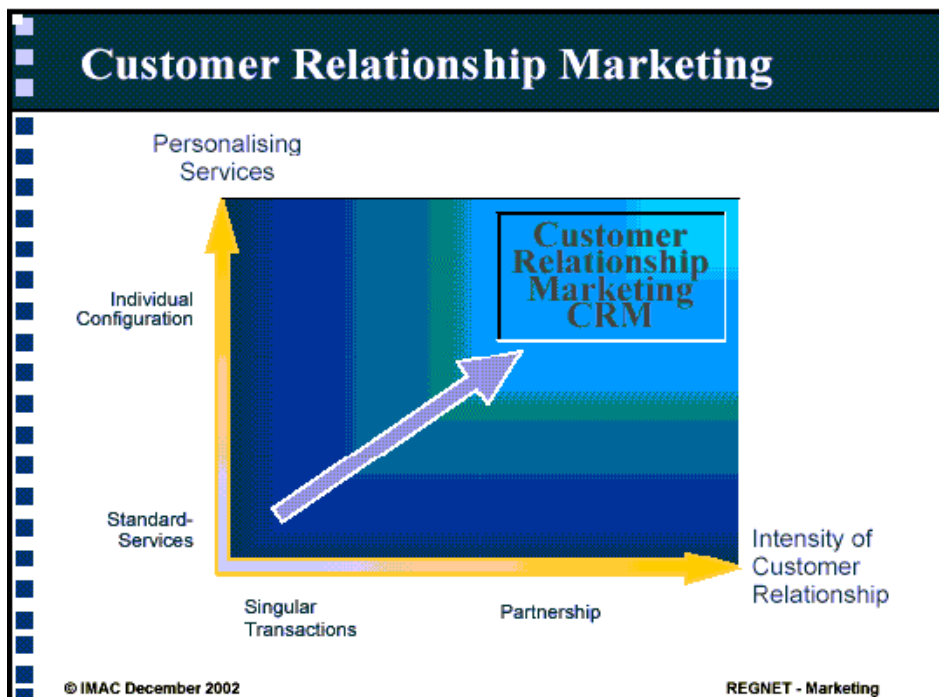 Customer Relationship Marketing
Personalising
Services
Customer
Relationship
Marketing
CRM
Individual
Configuration
Standard-
Services
Intensity of
Customer
Relationship
Singular
Transactions
Partnership
© IMAC December 2002
REGNET - Marketing